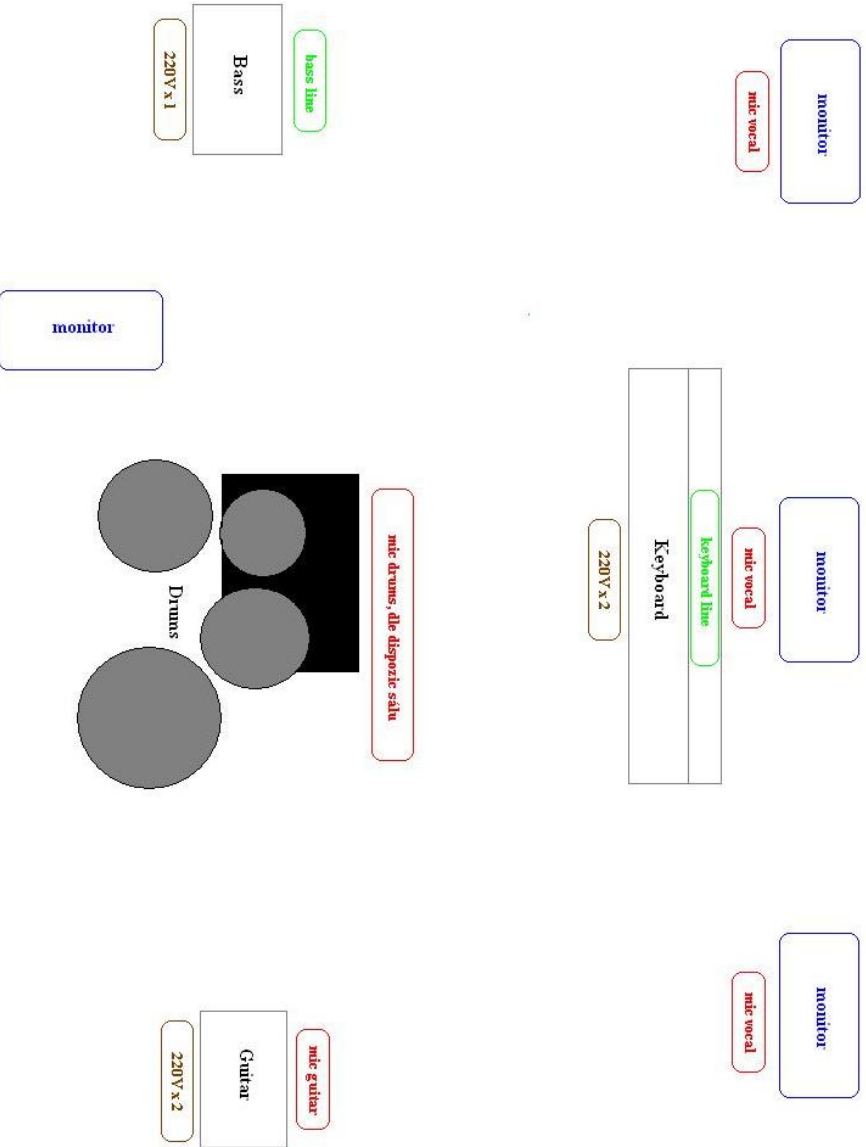 monitor
monitor
monitor
mic vocal
mic vocal
mic vocal
keyboard line
Keyboard
220V x 2
mic drums, dle dispozic sálu
bass line
mic guitar
Bass
Guitar
Drums
220V x 1
220V x 2
monitor